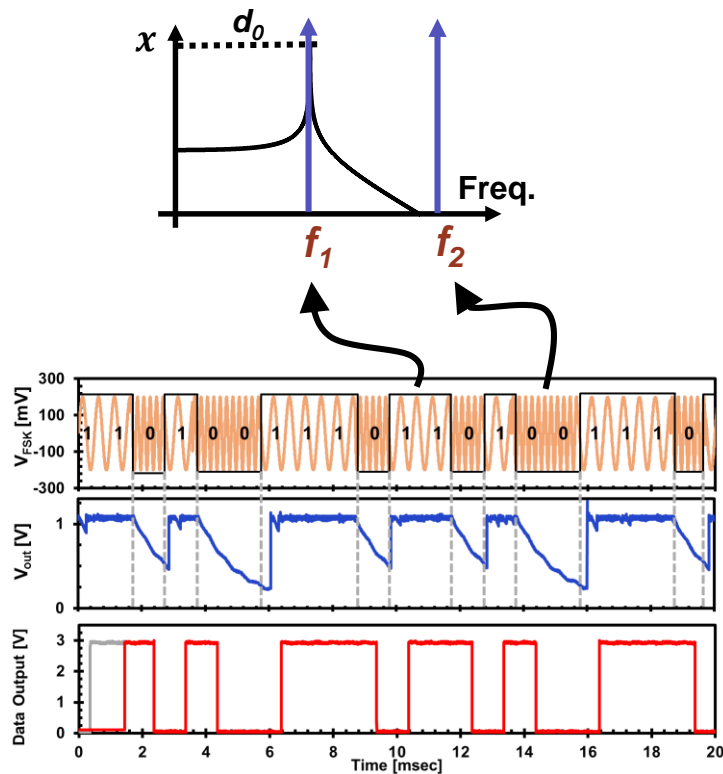 d0
x
Freq.
f1 f2
300
100
-100
-300
VFSK [mV]
1 1 0 1 0 0 1 1 1 0 1 1 0 1 0 0 1 1 1 0
1
0
Vout [V]
3
2
1
0
Data Output [V]
0 2 4 6 8 10 12 14 16 18 20
Time [msec]